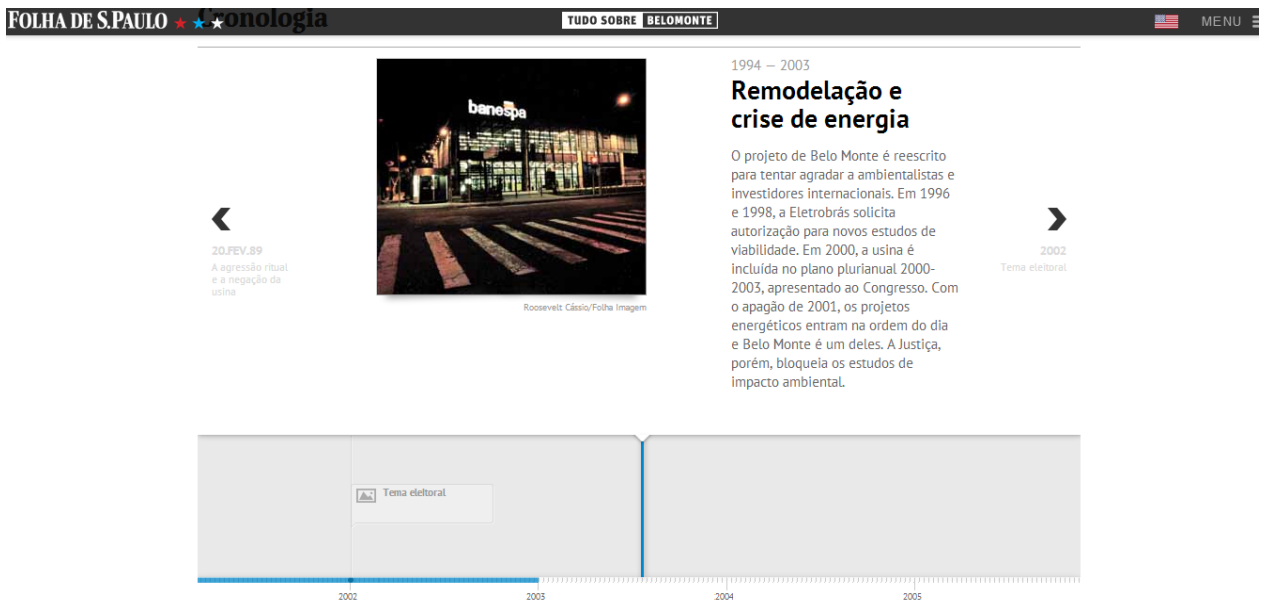 FOLHA DE S.PAULO
Cronologia
TUDO SOBRE BELOMONTE
MENU
banespa
Roosevelt Cássio/Folha Imagem
1994 — 2003
Remodelação e
crise de energia
O projeto de Belo Monte é reescrito
para tentar agradar a ambientalistas e
investidores internacionais. Em 1996
e 1998, a Eletrobrás solicita
autorização para novos estudos de
viabilidade. Em 2000, a usina é
incluída no plano plurianual 2000-
2003, apresentado ao Congresso. Com
o apagão de 2001, os projetos
energéticos entram na ordem do dia
e Belo Monte é um deles. A Justiça,
porém, bloqueia os estudos de
impacto ambiental.
20.FEV.89
A agressão ritual
e a negação da
usina
2002
Tema eleitoral
Tema eleitoral
2002
2003
2004
2005